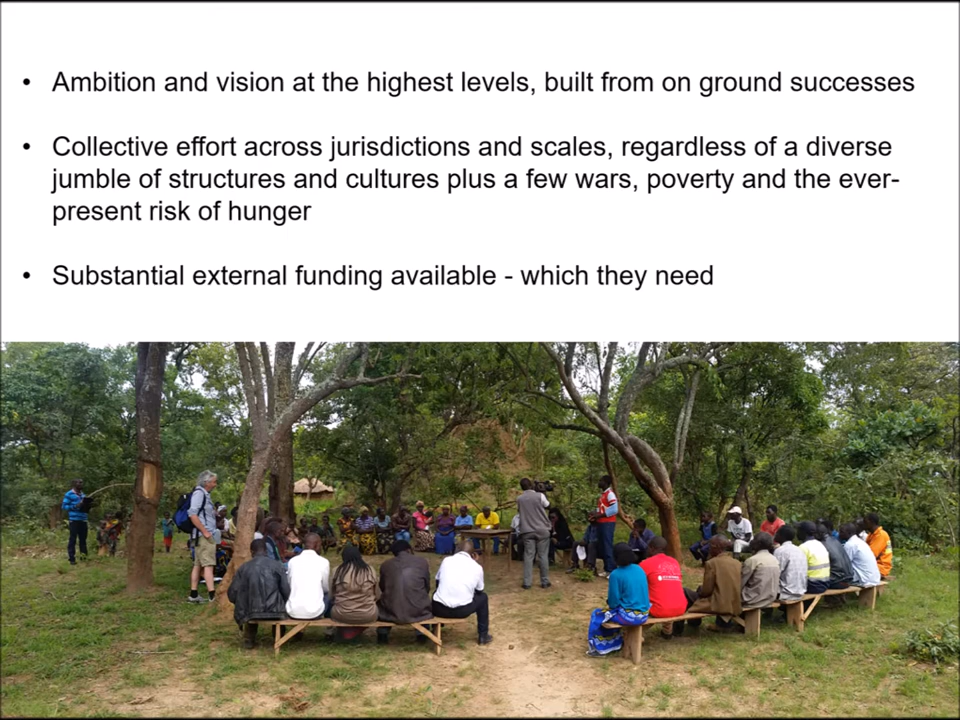 • Ambition and vision at the highest levels, built from on ground successes
• Collective effort across jurisdictions and scales, regardless of a diverse
jumble of structures and cultures plus a few wars, poverty and the ever-
present risk of hunger
• Substantial external funding available - which they need